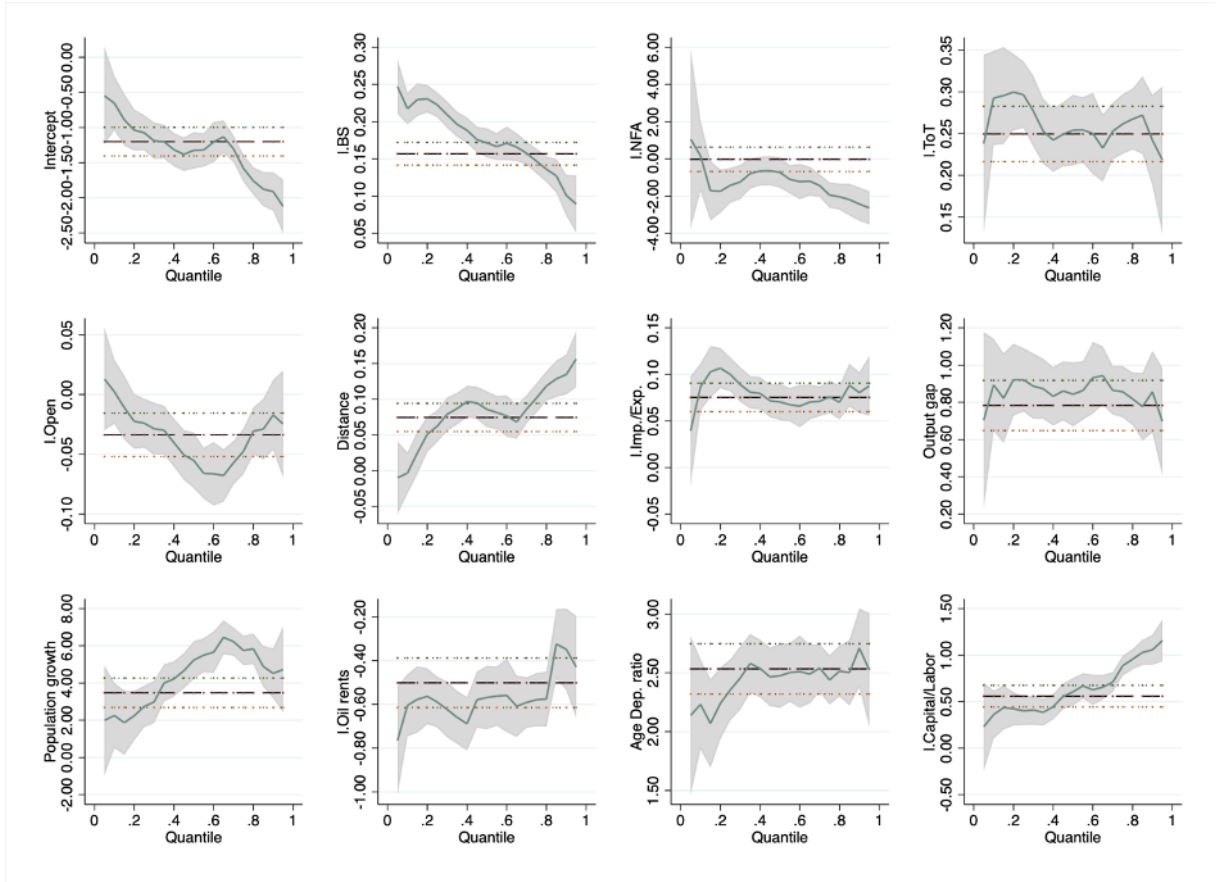 Intercept
-2.50-2.00-1.50-1.00-0.50 0.00
0 .2 .4 .6 .8 1
Quantile
l.BS
0.05 0.10 0.15 0.20 0.25 0.30
0 .2 .4 .6 .8 1
Quantile
l.NFA
-4.00 -2.00 0.00 2.00 4.00 6.00
0 .2 .4 .6 .8 1
Quantile
l.ToT
0.15 0.20 0.25 0.30 0.35
0 .2 .4 .6 .8 1
Quantile
l.Open
-0.10 -0.05 0.00 0.05
0 .2 .4 .6 .8 1
Quantile
Distance
-0.05 0.00 0.05 0.10 0.15 0.20
0 .2 .4 .6 .8 1
Quantile
l.Imp./Exp.
-0.05 0.00 0.05 0.10 0.15
0 .2 .4 .6 .8 1
Quantile
Output gap
0.20 0.40 0.60 0.80 1.00 1.20
0 .2 .4 .6 .8 1
Quantile
Population growth
-2.00 0.00 2.00 4.00 6.00 8.00
0 .2 .4 .6 .8 1
Quantile
l.Oil rents
-1.00 -0.80 -0.60 -0.40 -0.20
0 .2 .4 .6 .8 1
Quantile
Age Dep. ratio
1.50 2.00 2.50 3.00
0 .2 .4 .6 .8 1
Quantile
l.Capital/Labor
-0.50 0.00 0.50 1.00 1.50
0 .2 .4 .6 .8 1
Quantile